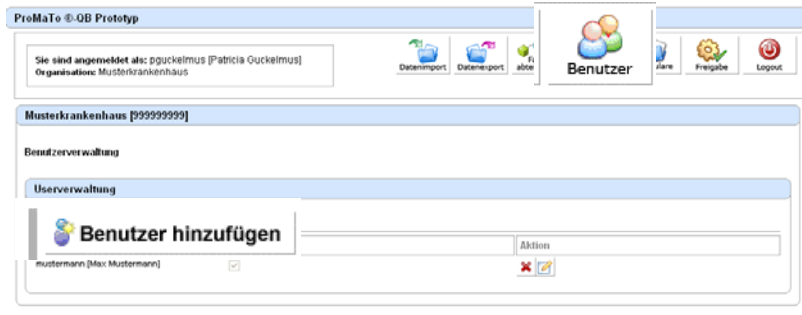 ProMaTo ®-QB Prototyp
Sie sind angemeldet als: pguckelmus [Patricia Guckelmus]
Organisation: Musterkrankenhaus
Datenimport Datenexport Benutzer Freigabe Logout
Musterkrankenhaus [999999999]
Benutzerverwaltung
Userverwaltung
Benutzer hinzufügen
Aktion
mustermann [Max Mustermann]